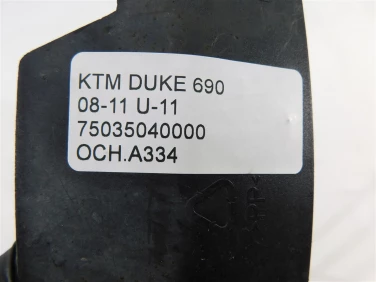 KTM DUKE 690
08-11 U-11
75035040000
OCH.A334